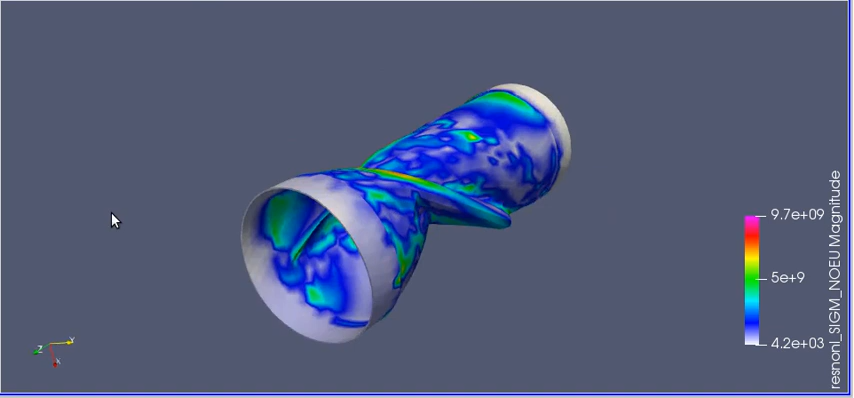 9.7e+09
5e+9
4.2e+03
resnonl_SIGM_NOEU Magnitude
Z
Y
X